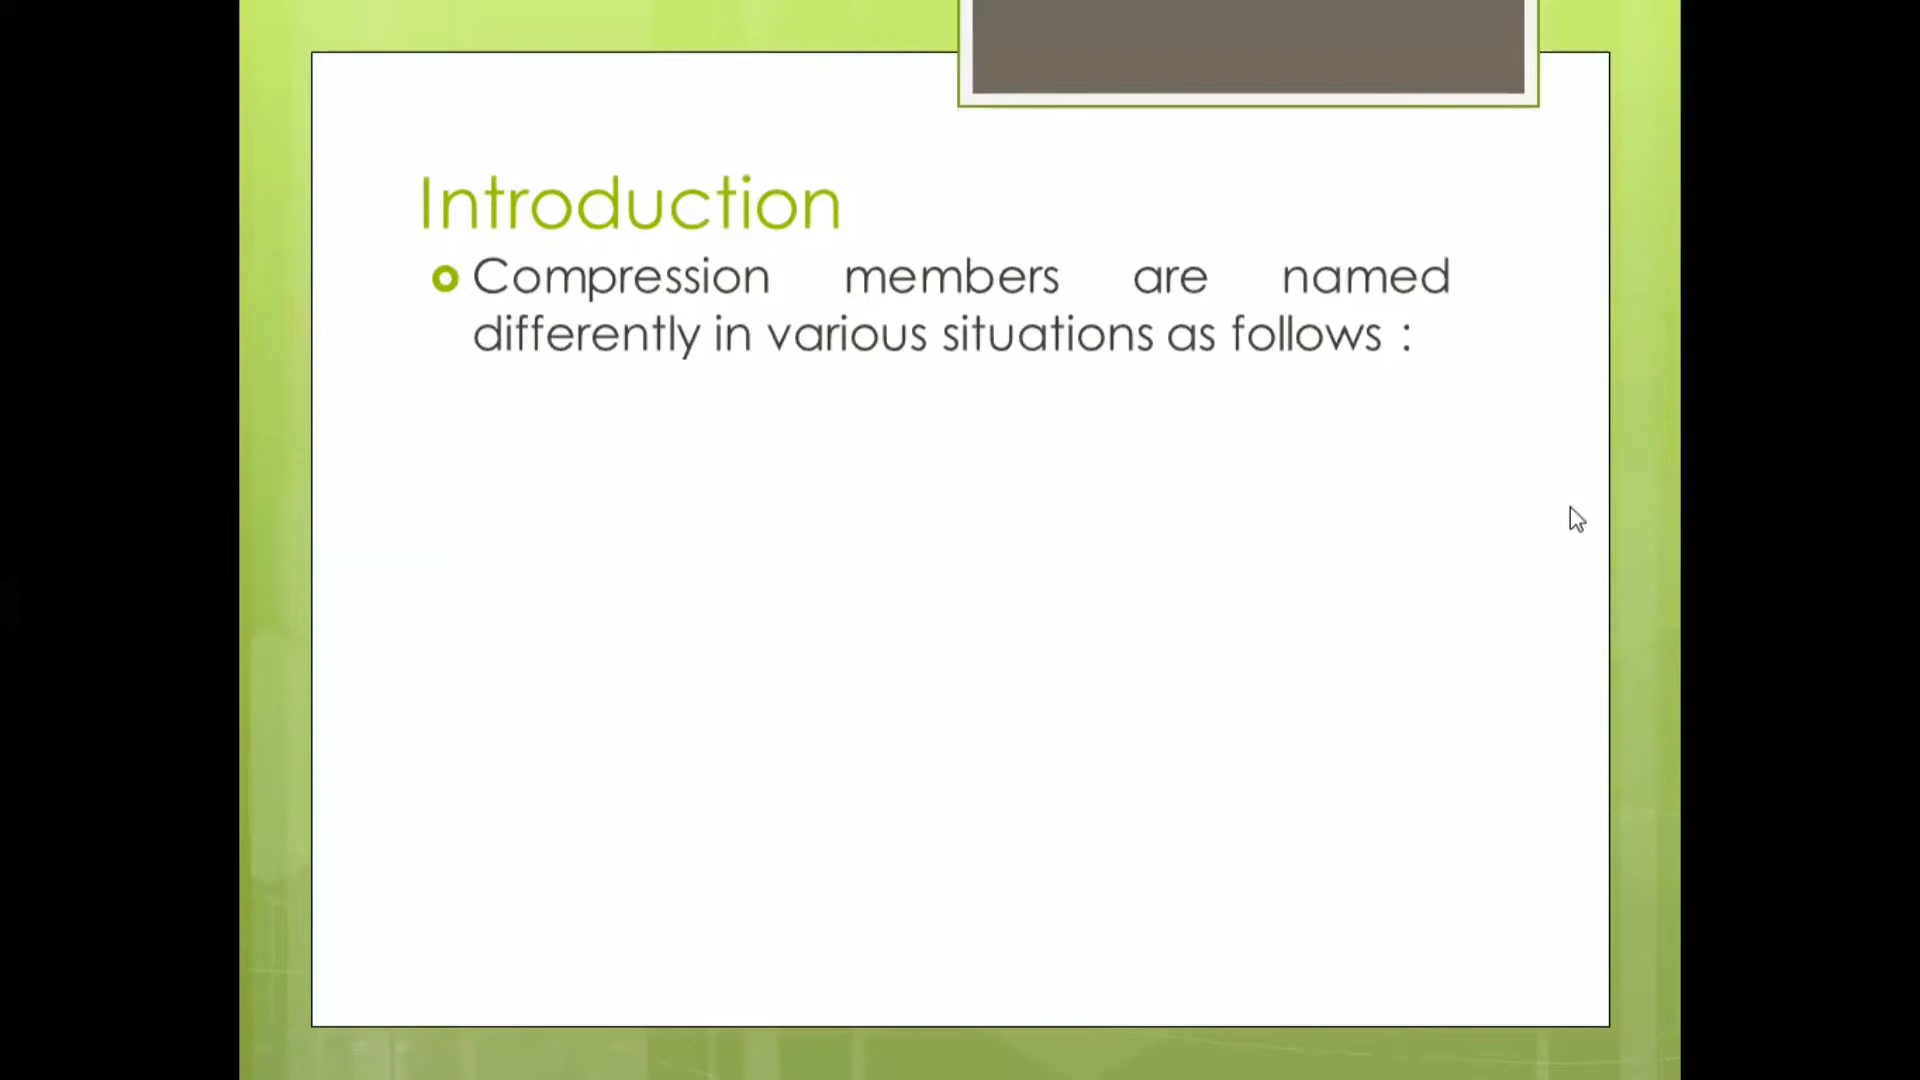 Introduction
Compression members are named
differently in various situations as follows :